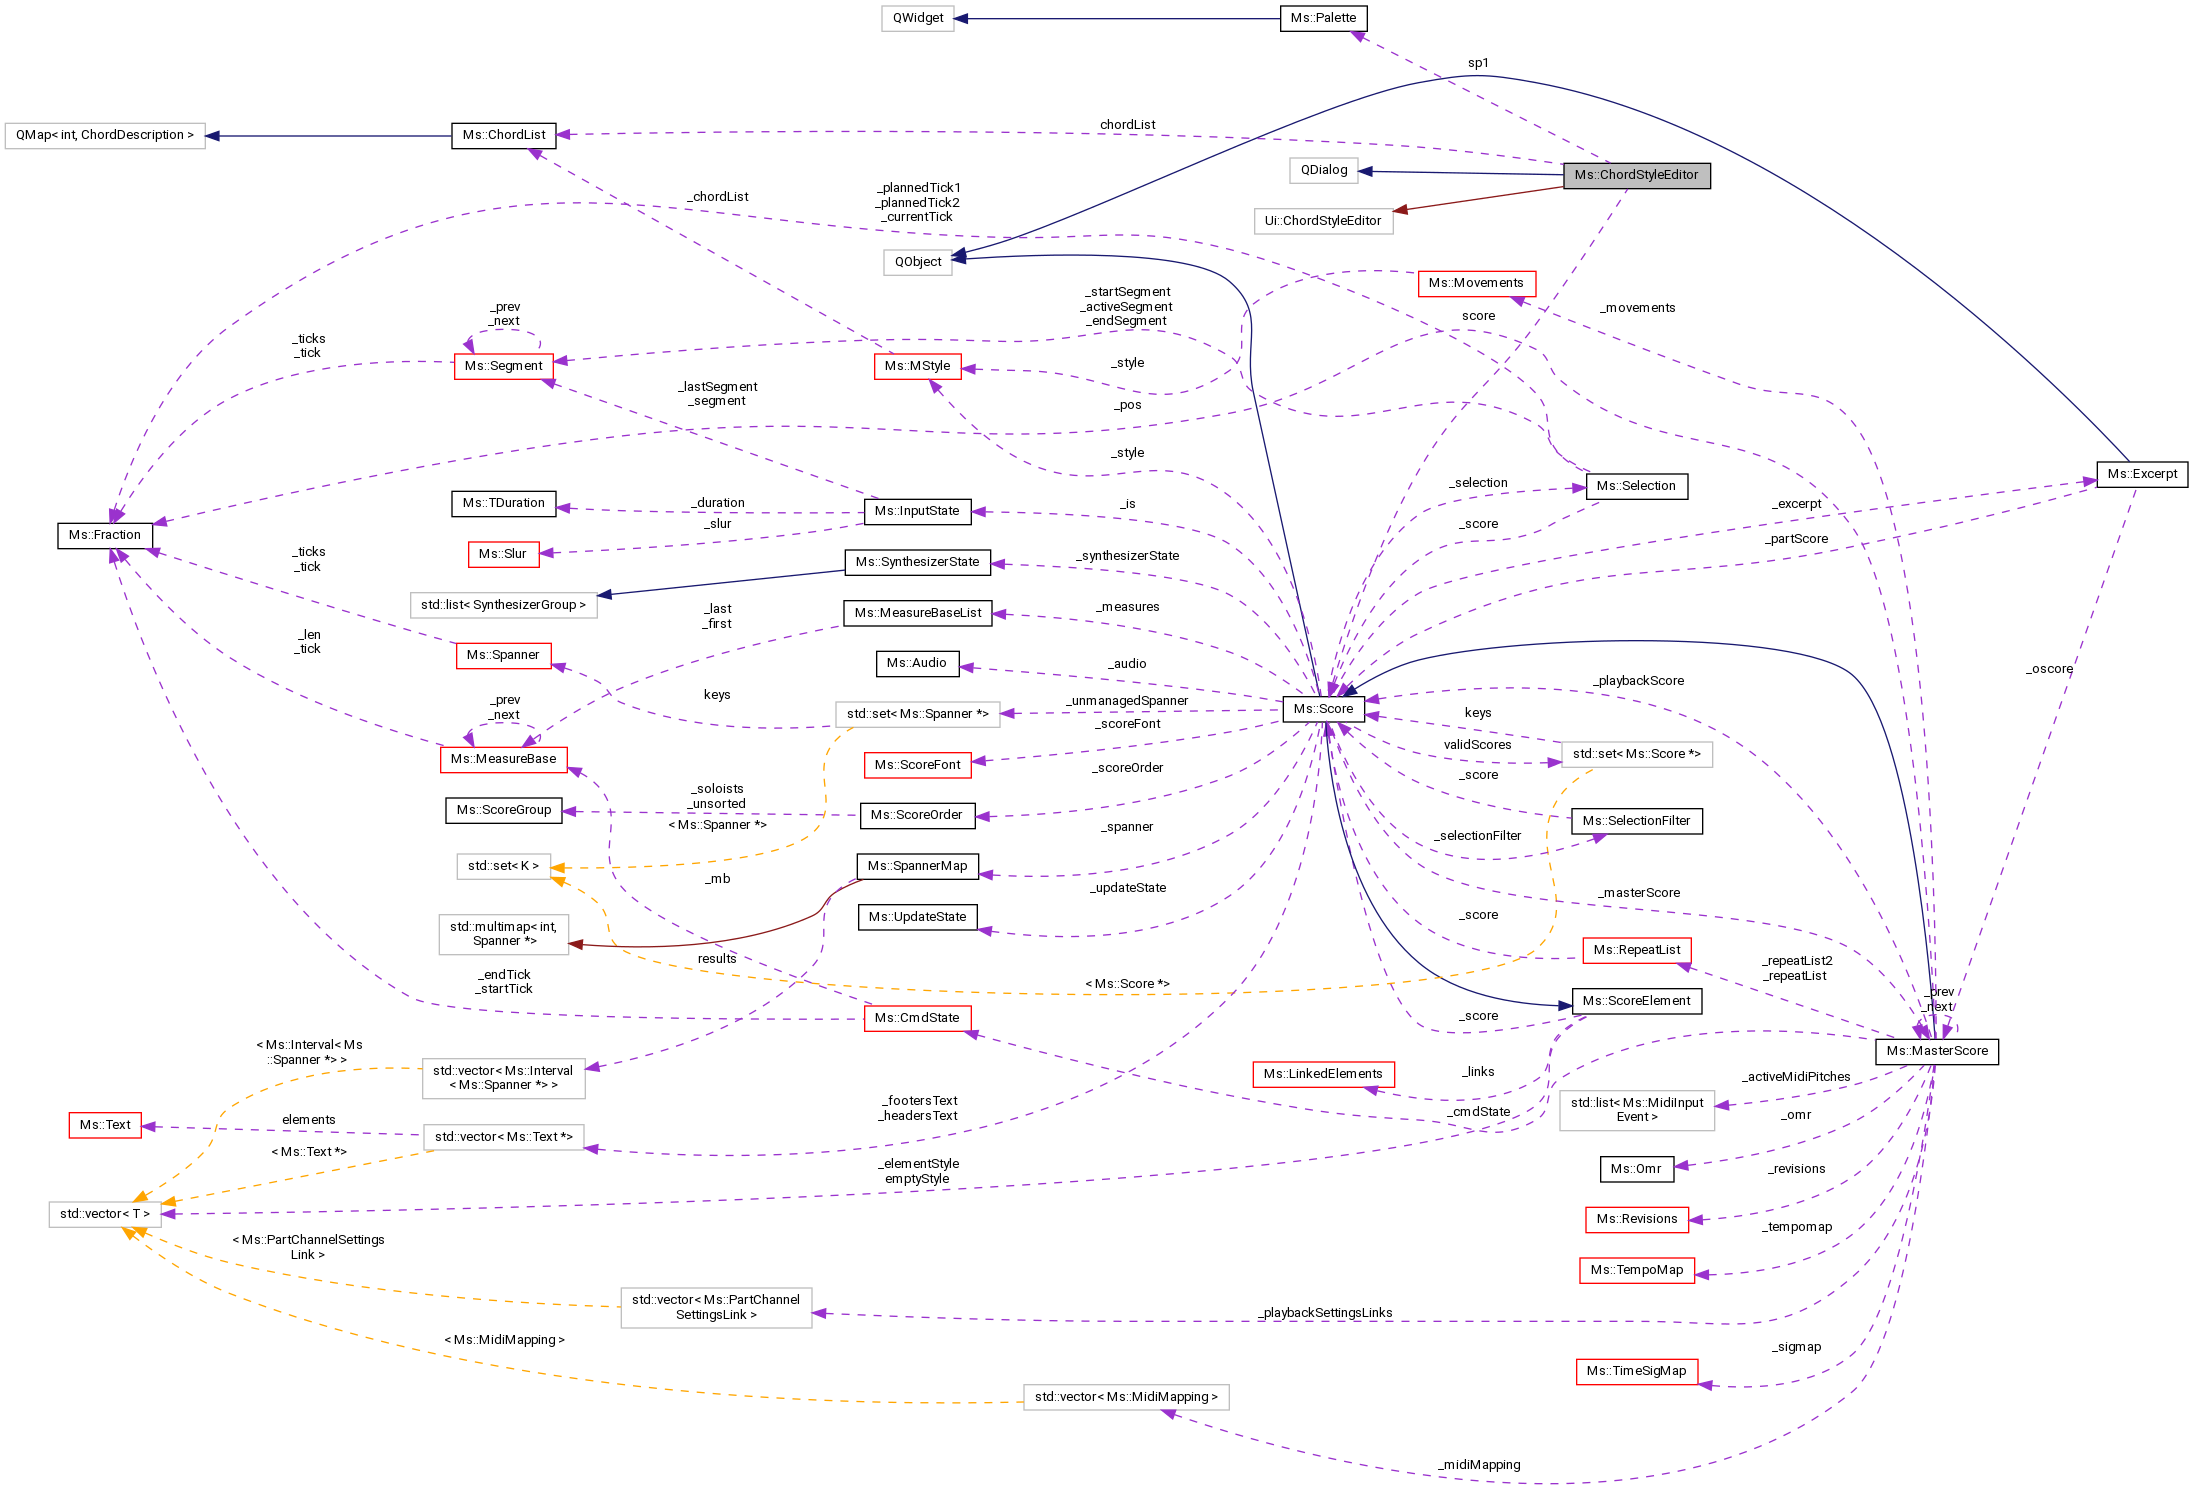 QWidget
Ms::Palette
sp1
QMap< int, ChordDescription >
Ms::ChordList
chordList
QDialog
Ms::ChordStyleEditor
Ui::ChordStyleEditor
_chordList
_plannedTick1
_plannedTick2
_currentTick
QObject
_startSegment
_activeSegment
_endSegment
Ms::Movements
_movements
score
_prev
_next
_ticks
_tick
Ms::Segment
Ms::MStyle
_style
_lastSegment
_segment
_pos
_style
Ms::Excerpt
_selection
Ms::Selection
Ms::TDuration
_duration
Ms::InputState
_is
_excerpt
_slur
_score
Ms::Fraction
Ms::Slur
_partScore
_ticks
_tick
Ms::SynthesizerState
_synthesizerState
std::list< SynthesizerGroup >
_last
_first
Ms::MeasureBaseList
_measures
_len
_tick
Ms::Spanner
Ms::Audio
_audio
_oscore
_playbackScore
keys
_prev
_next
std::set< Ms::Spanner *>
_unmanagedSpanner
Ms::Score
keys
_scoreFont
validScores
std::set< Ms::Score *>
Ms::MeasureBase
Ms::ScoreFont
_scoreOrder
_score
_soloists
_unsorted
Ms::ScoreGroup
Ms::ScoreOrder
Ms::SelectionFilter
< Ms::Spanner *>
_spanner
_selectionFilter
std::set< K >
Ms::SpannerMap
_mb
_updateState
_masterScore
Ms::UpdateState
_score
std::multimap< int,
Spanner *>
Ms::RepeatList
results
_repeatList2
_repeatList
_endTick
_startTick
< Ms::Score *>
Ms::ScoreElement
_prev
_next
Ms::CmdState
_score
< Ms::Interval< Ms
::Spanner *> >
Ms::MasterScore
std::vector< Ms::Interval
< Ms::Spanner *> >
Ms::LinkedElements
_links
_activeMidiPitches
_footersText
_headersText
_cmdState
std::list< Ms::MidiInput
Event >
_omr
Ms::Text
elements
std::vector< Ms::Text *>
< Ms::Text *>
_elementStyle
emptyStyle
Ms::Omr
_revisions
std::vector< T >
Ms::Revisions
_tempomap
< Ms::PartChannelSettings
Link >
Ms::TempoMap
std::vector< Ms::PartChannel
SettingsLink >
_playbackSettingsLinks
< Ms::MidiMapping >
_sigmap
Ms::TimeSigMap
std::vector< Ms::MidiMapping >
_midiMapping